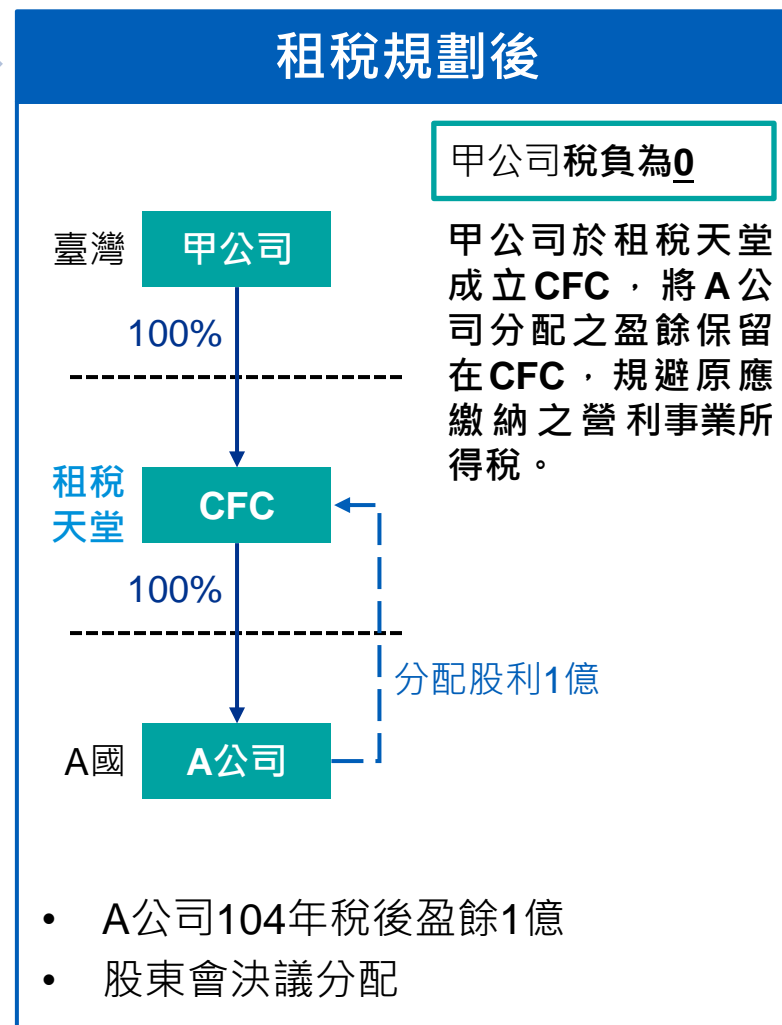 租稅規劃後
甲公司稅負為0
臺灣
甲公司
甲公司於租稅天堂
成立CFC，將A公
司分配之盈餘保留
在CFC，規避原應
繳納之營利事業所
得稅。
100%
租稅
天堂
CFC
100%
分配股利1億
A國
A公司
• A公司104年稅後盈餘1億
• 股東會決議分配